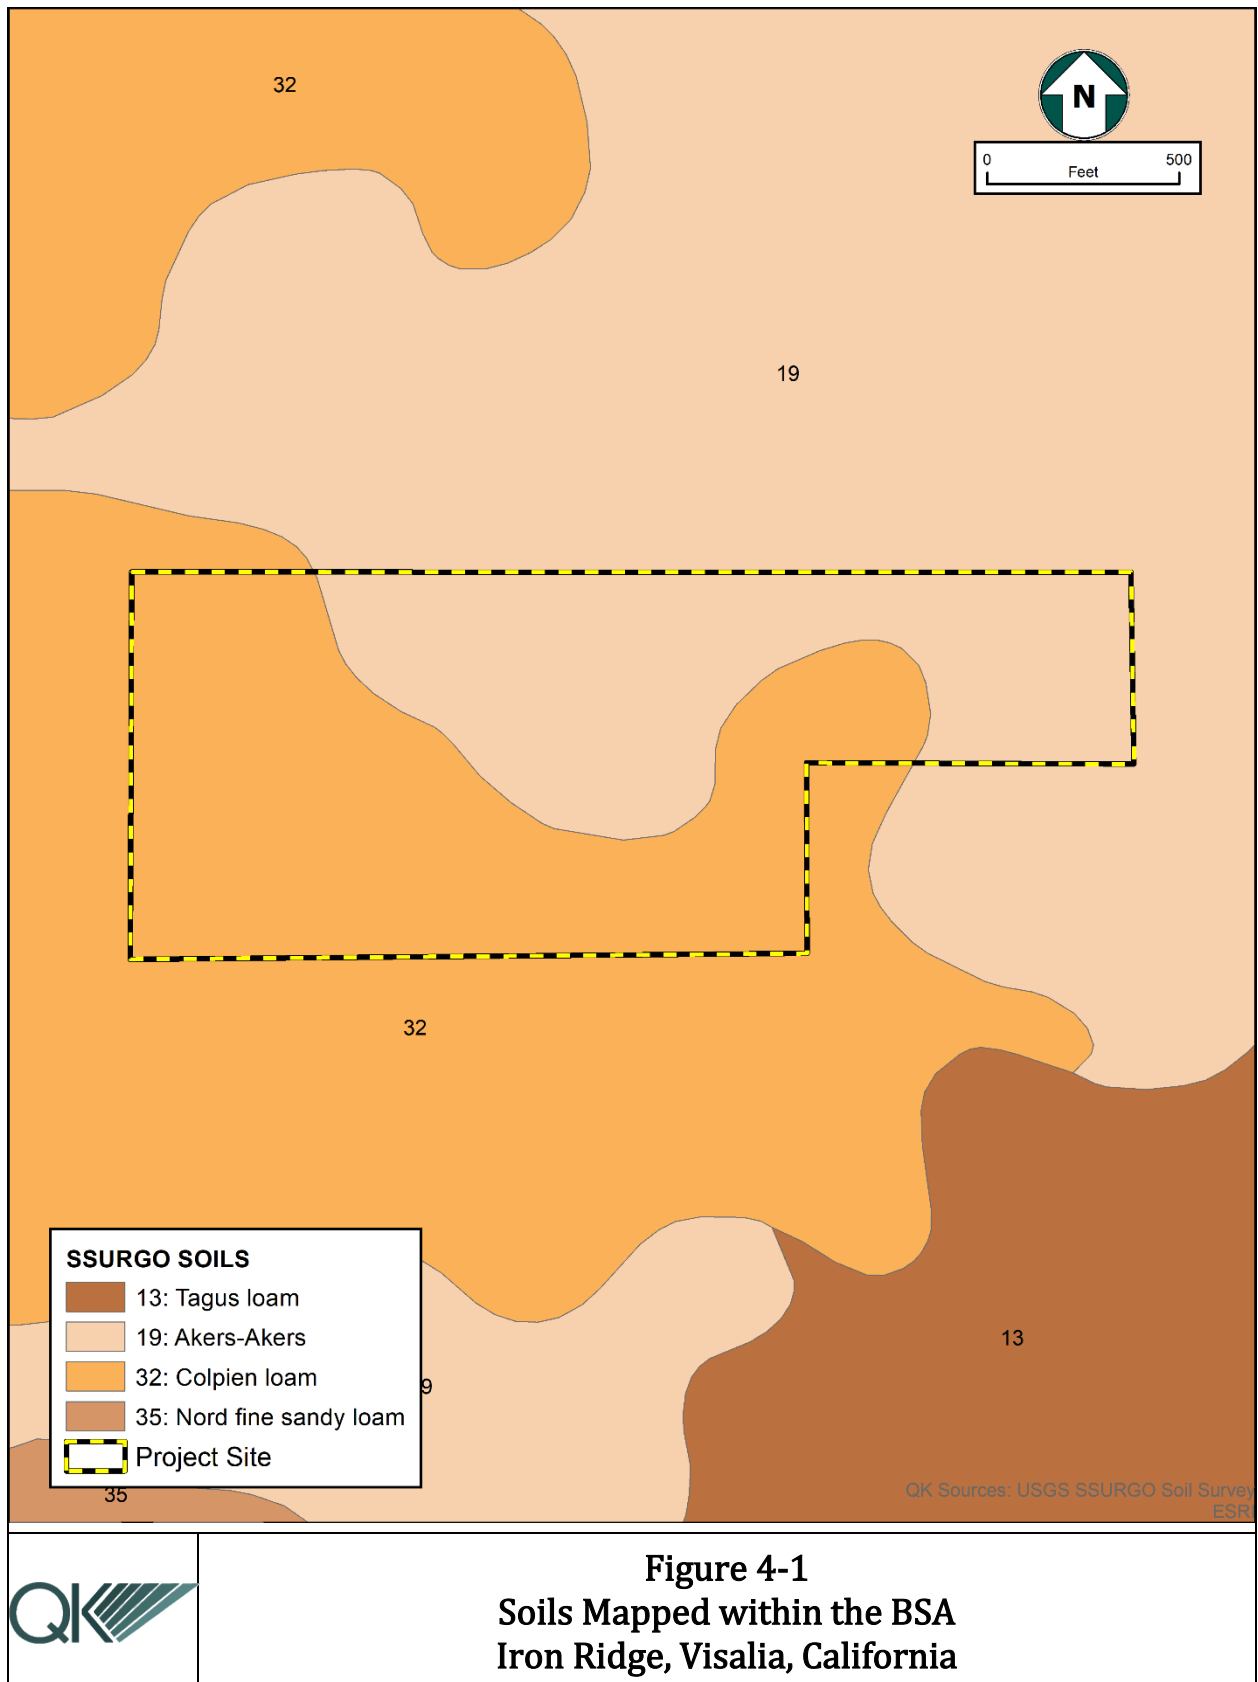 32
N
0 500
Feet
19
32
SSURGO SOILS
13: Tagus loam
19: Akers-Akers
32: Colpien loam
35: Nord fine sandy loam
Project Site
9
13
35
QK Sources: USGS SSURGO Soil Survey
ESRI
QK
Figure 4-1
Soils Mapped within the BSA
Iron Ridge, Visalia, California